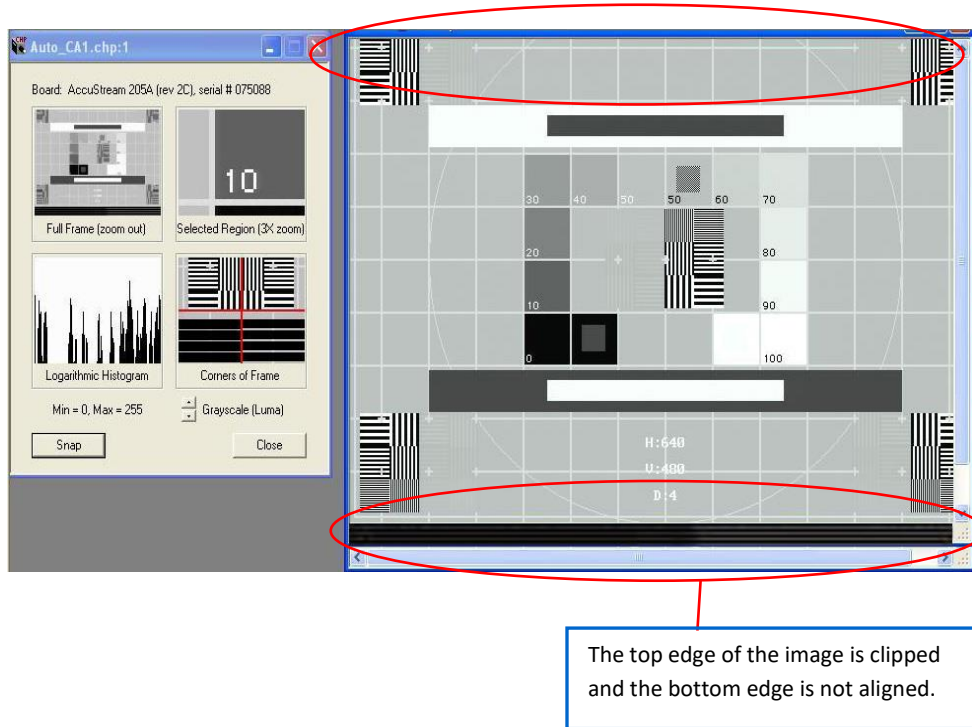 Auto_CA1.chp:1
Board: AccuStream 205A (rev 2C), serial # 075088
10
Full Frame (zoom out)
Selected Region (3X zoom)
Logarithmic Histogram
Corners of Frame
Min = 0, Max = 255
Grayscale (Luma)
Snap
Close
30 40 50 50 60 70
20 80
10 90
0 100
H:640
V:480
D:4
The top edge of the image is clipped
and the bottom edge is not aligned.